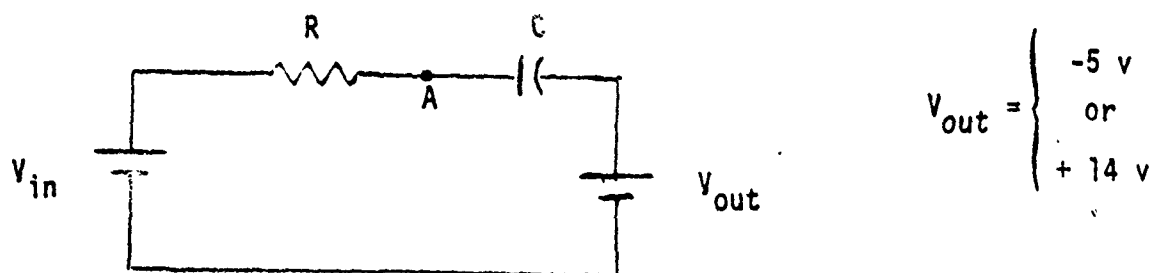 R
C
A
V_in
V_out
V_out = { -5 v
or
+ 14 v